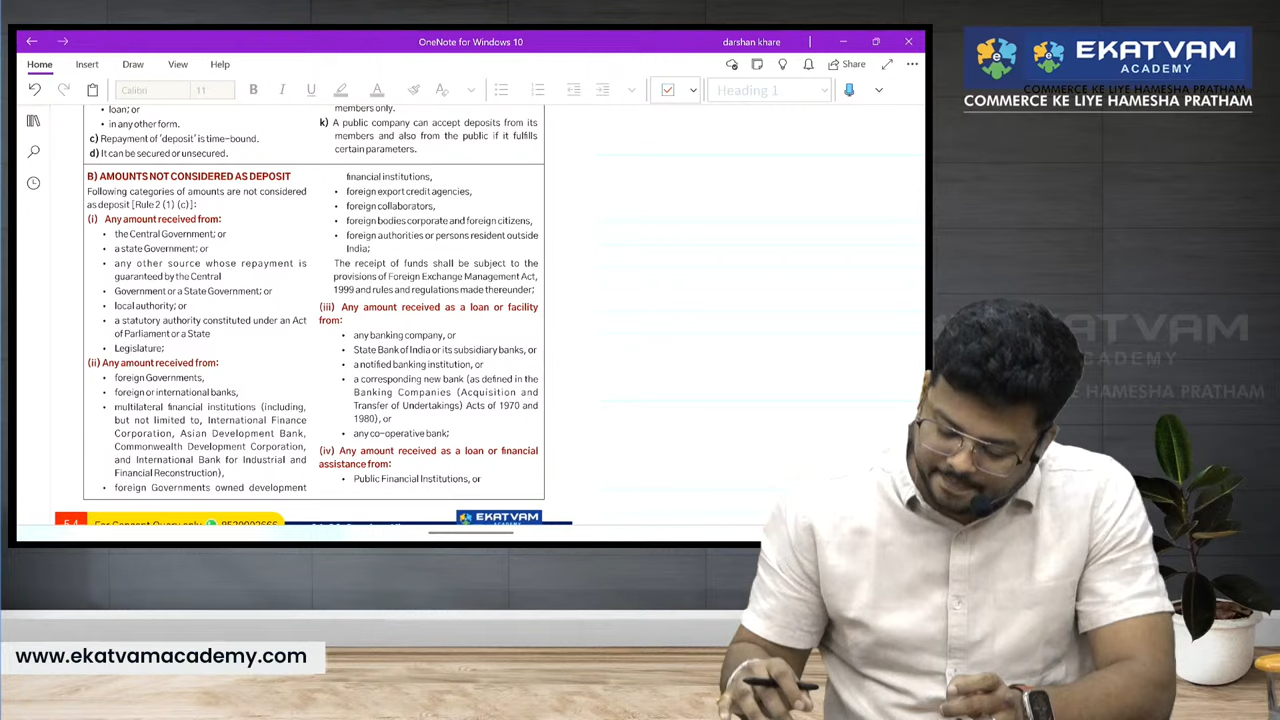 OneNote for Windows 10
darshan khare
Home
Insert
Draw
View
Help
Share
Calibri
11
B
I
U
A
Heading 1
loan; or
in any other form.
c) Repayment of 'deposit' is time-bound.
d) It can be secured or unsecured.
members only.
k) A public company can accept deposits from its
members and also from the public if it fulfills
certain parameters.
B) AMOUNTS NOT CONSIDERED AS DEPOSIT
Following categories of amounts are not considered
as deposit [Rule 2 (1) (c)]:
(i) Any amount received from:
• the Central Government; or
• a state Government; or
• any other source whose repayment is
guaranteed by the Central
• Government or a State Government; or
• local authority; or
• a statutory authority constituted under an Act
of Parliament or a State
• Legislature;
(ii) Any amount received from:
• foreign Governments,
• foreign or international banks,
• multilateral financial institutions (including,
but not limited to, International Finance
Corporation, Asian Development Bank,
Commonwealth Development Corporation,
and International Bank for Industrial and
Financial Reconstruction),
• foreign Governments owned development
financial institutions,
• foreign export credit agencies,
• foreign collaborators,
• foreign bodies corporate and foreign citizens,
• foreign authorities or persons resident outside
India;
The receipt of funds shall be subject to the
provisions of Foreign Exchange Management Act,
1999 and rules and regulations made thereunder;
(iii) Any amount received as a loan or facility
from:
• any banking company, or
• State Bank of India or its subsidiary banks, or
• a notified banking institution, or
• a corresponding new bank (as defined in the
Banking Companies (Acquisition and
Transfer of Undertakings) Acts of 1970 and
1980), or
• any co-operative bank;
(iv) Any amount received as a loan or financial
assistance from:
• Public Financial Institutions, or
EKATVAM
EKATVAM
ACADEMY
COMMERCE KE LIYE HAMESHA PRATHAM
EKATVAM
ACADEMY
HAMESHA PRATHAM
www.ekatvamacademy.com